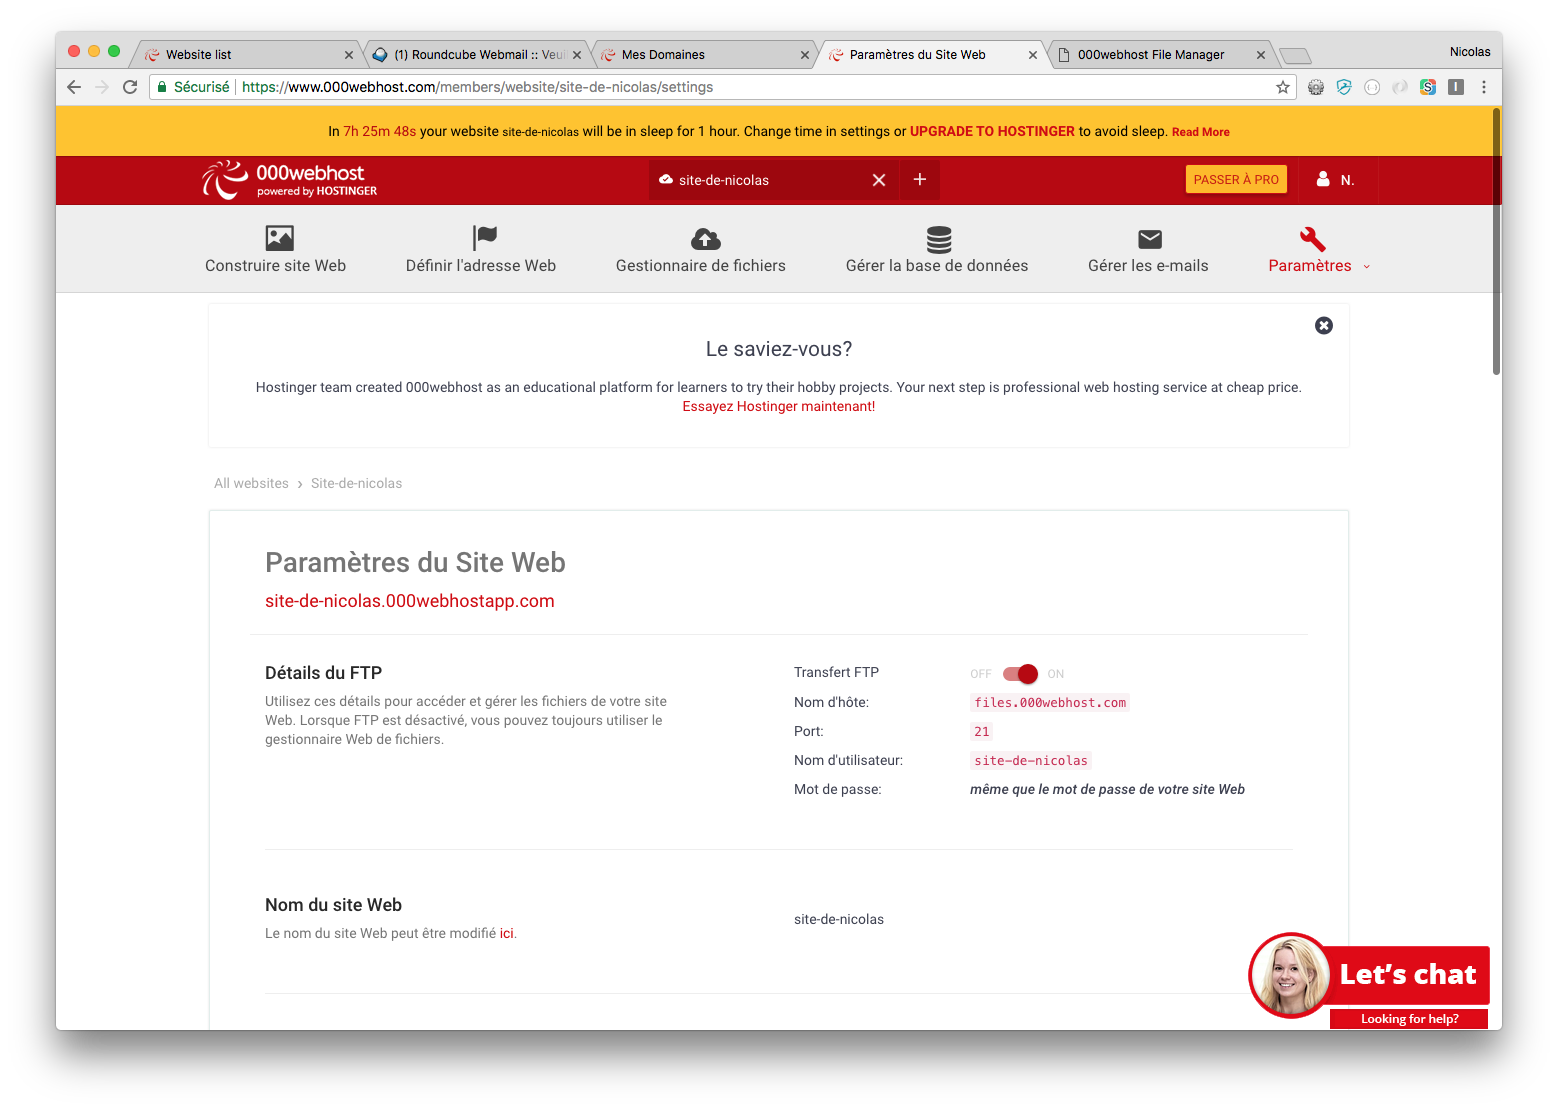 Website list
(1) Roundcube Webmail :: Veui
Mes Domaines
Paramètres du Site Web
000webhost File Manager
Nicolas
Sécurisé
https://www.000webhost.com/members/website/site-de-nicolas/settings
In 7h 25m 48s your website site-de-nicolas will be in sleep for 1 hour. Change time in settings or UPGRADE TO HOSTINGER to avoid sleep. Read More
000webhost
powered by HOSTINGER
site-de-nicolas
PASSER À PRO
N.
Construire site Web
Définir l'adresse Web
Gestionnaire de fichiers
Gérer la base de données
Gérer les e-mails
Paramètres
Le saviez-vous?
Hostinger team created 000webhost as an educational platform for learners to try their hobby projects. Your next step is professional web hosting service at cheap price.
Essayez Hostinger maintenant!
All websites › Site-de-nicolas
Paramètres du Site Web
site-de-nicolas.000webhostapp.com
Détails du FTP
Utilisez ces détails pour accéder et gérer les fichiers de votre site
Web. Lorsque FTP est désactivé, vous pouvez toujours utiliser le
gestionnaire Web de fichiers.
Transfert FTP OFF ON
Nom d'hôte: files.000webhost.com
Port: 21
Nom d'utilisateur: site-de-nicolas
Mot de passe: même que le mot de passe de votre site Web
Nom du site Web
Le nom du site Web peut être modifié ici.
site-de-nicolas
Let's chat
Looking for help?